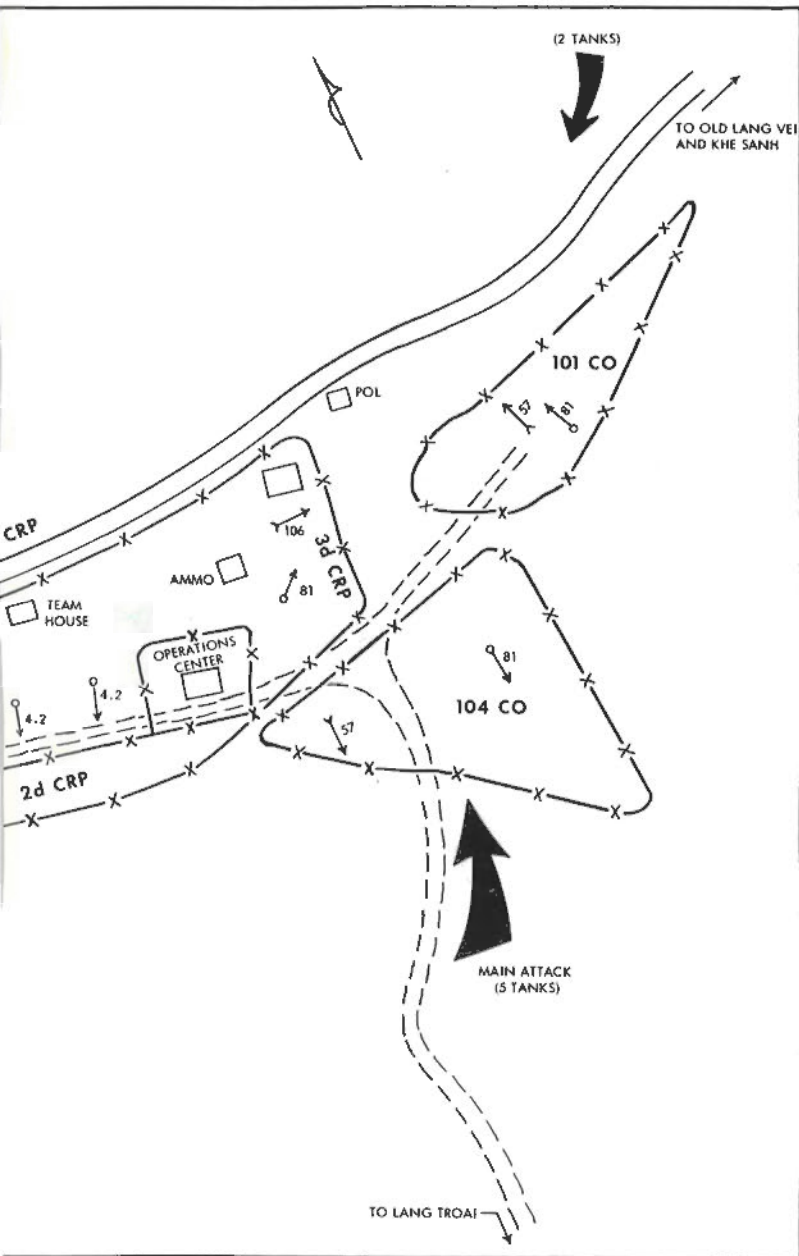 (2 TANKS)
TO OLD LANG VEI
AND KHE SANH
101 CO
57
81
POL
CRP
106
3d CRP
AMMO
81
TEAM
HOUSE
OPERATIONS
CENTER
4.2
4.2
81
104 CO
57
2d CRP
MAIN ATTACK
(5 TANKS)
TO LANG TROAI